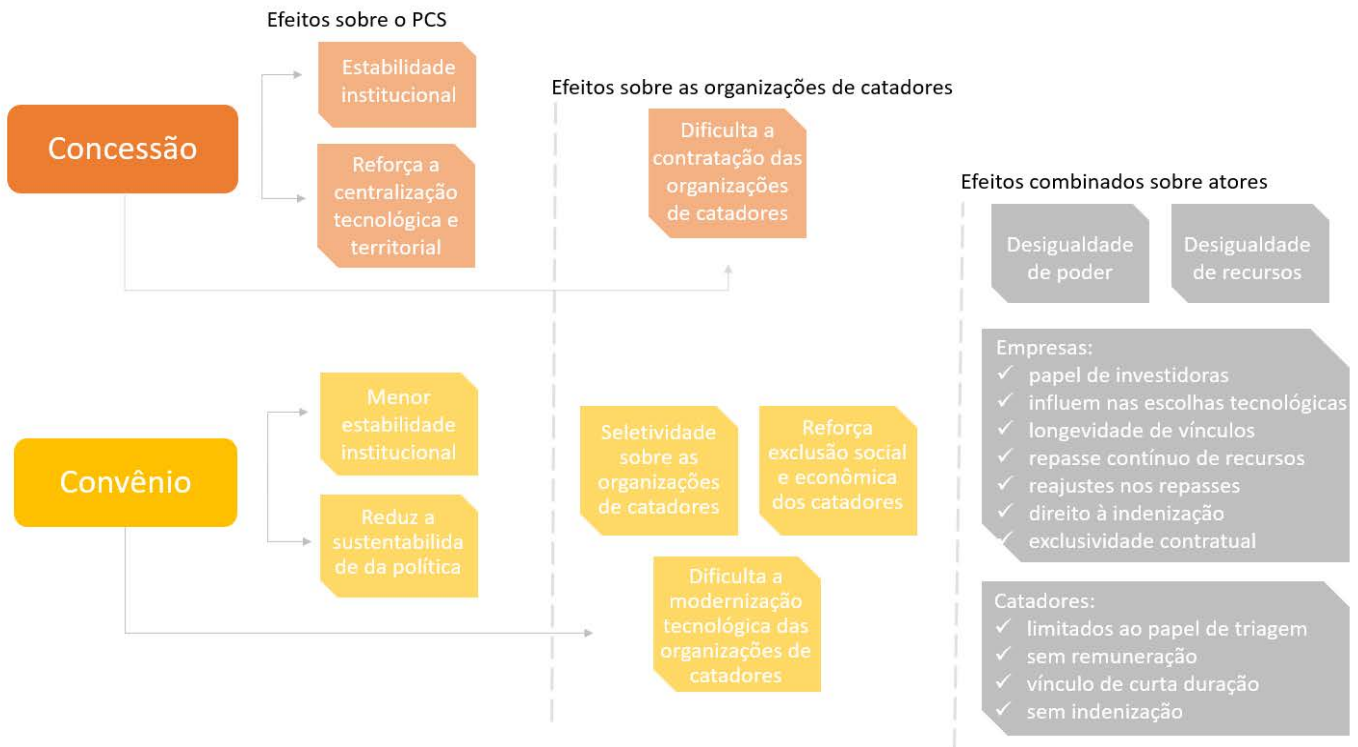 Efeitos sobre o PCS
Concessão
Estabilidade
institucional
Reforça a
centralização
tecnológica e
territorial
Efeitos sobre as organizações de catadores
Dificulta a
contratação das
organizações
de catadores
Convênio
Menor
estabilidade
institucional
Reduz a
sustentabilida
de da política
Seletividade
sobre as
organizações
de catadores
Reforça
exclusão social
e econômica
dos catadores
Dificulta a
modernização
tecnológica das
organizações de
catadores
Efeitos combinados sobre atores
Desigualdade
de poder
Desigualdade
de recursos
Empresas:
✓ papel de investidoras
✓ influem nas escolhas tecnológicas
✓ longevidade de vínculos
✓ repasse contínuo de recursos
✓ reajustes nos repasses
✓ direito à indenização
✓ exclusividade contratual
Catadores:
✓ limitados ao papel de triagem
✓ sem remuneração
✓ vínculo de curta duração
✓ sem indenização